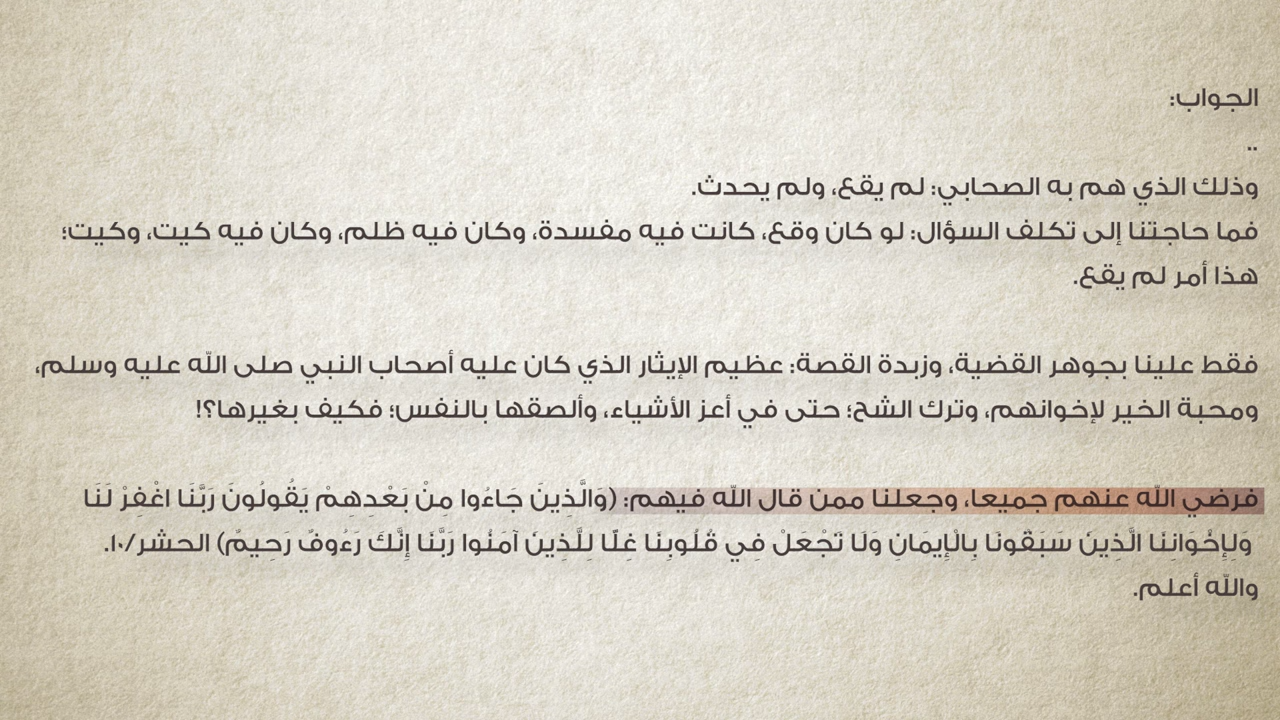 الجواب:
..
وذلك الذي هم به الصحابي: لم يقع، ولم يحدث.
فما حاجتنا إلى تكلف السؤال: لو كان وقع، كانت فيه مفسدة، وكان فيه ظلم، وكان فيه كيت، وكيت؛
هذا أمر لم يقع.
فقط علينا بجوهر القضية، وزبدة القصة: عظيم الإيثار الذي كان عليه أصحاب النبي صلى الله عليه وسلم،
ومحبة الخير لإخوانهم، وترك الشح؛ حتى في أعز الأشياء، وألصقها بالنفس؛ فكيف بغيرها؟!
فرضي الله عنهم جميعا، وجعلنا ممن قال الله فيهم: (وَالَّذِينَ جَاءُوا مِنْ بَعْدِهِمْ يَقُولُونَ رَبَّنَا اغْفِرْ لَنَا
وَلِإِخْوَانِنَا الَّذِينَ سَبَقُونَا بِالْإِيمَانِ وَلَا تَجْعَلْ فِي قُلُوبِنَا غِلًّا لِلَّذِينَ آمَنُوا رَبَّنَا إِنَّكَ رَءُوفٌ رَحِيمٌ) الحشر/١٠.
والله أعلم.